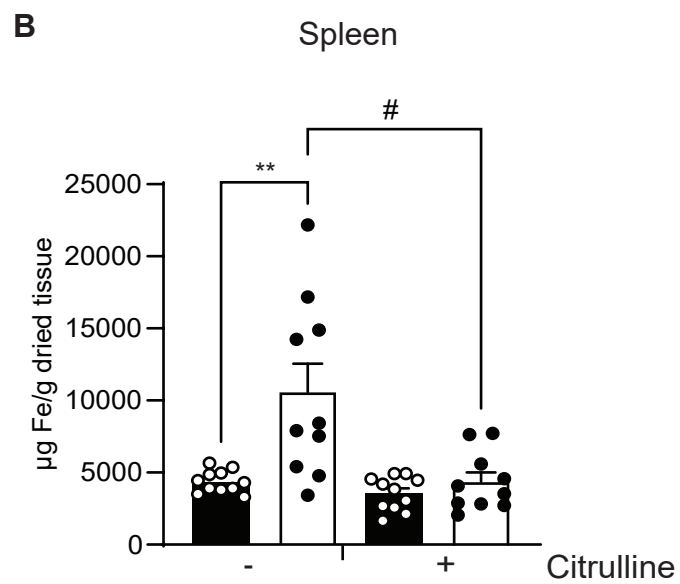 B
Spleen
#
**
25000
20000
15000
10000
5000
0
µg Fe/g dried tissue
- + Citrulline